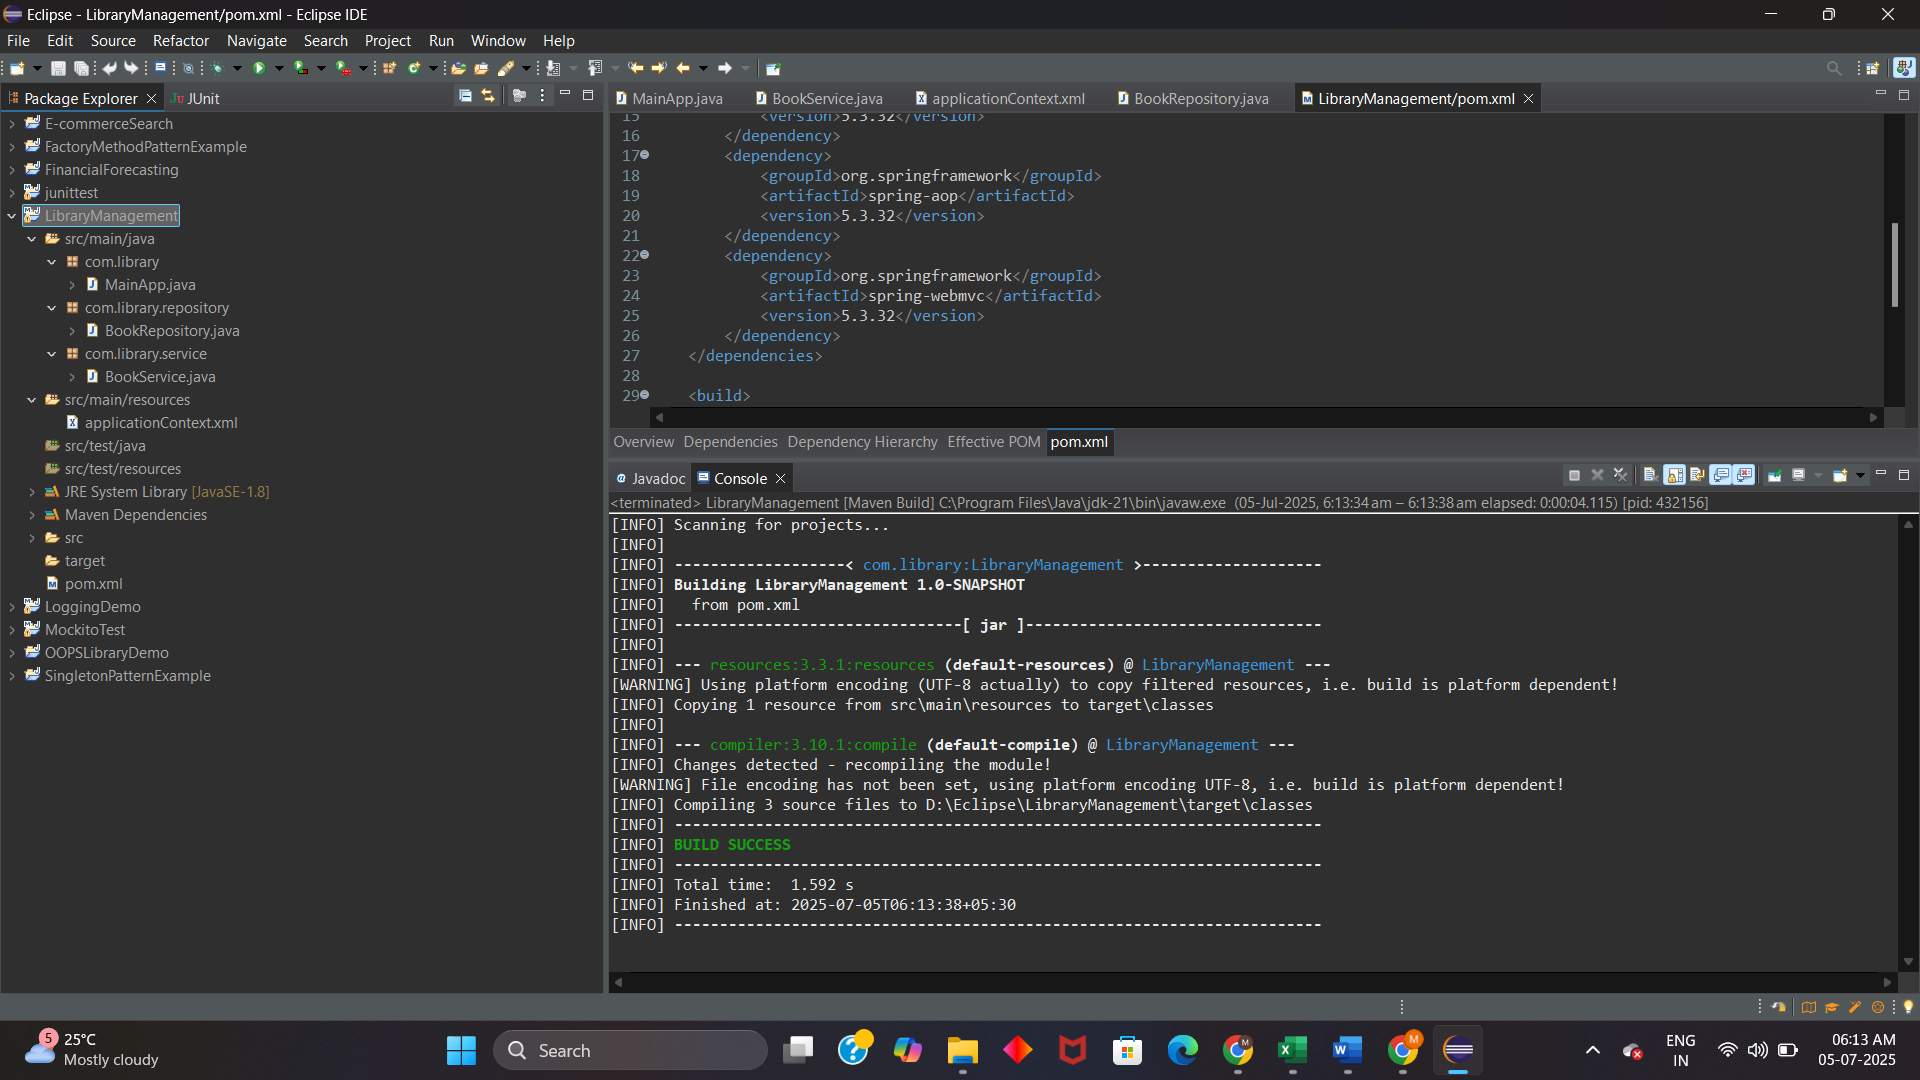 Eclipse - LibraryManagement/pom.xml - Eclipse IDE
File Edit Source Refactor Navigate Search Project Run Window Help
Package Explorer
JUnit
E-commerceSearch
FactoryMethodPatternExample
FinancialForecasting
junittest
LibraryManagement
src/main/java
com.library
MainApp.java
com.library.repository
BookRepository.java
com.library.service
BookService.java
src/main/resources
applicationContext.xml
src/test/java
src/test/resources
JRE System Library [JavaSE-1.8]
Maven Dependencies
src
target
pom.xml
LoggingDemo
MockitoTest
OOPSLibraryDemo
SingletonPatternExample
MainApp.java BookService.java applicationContext.xml BookRepository.java LibraryManagement/pom.xml
15 <version>5.3.32</version>
16 </dependency>
17 <dependency>
18 <groupId>org.springframework</groupId>
19 <artifactId>spring-aop</artifactId>
20 <version>5.3.32</version>
21 </dependency>
22 <dependency>
23 <groupId>org.springframework</groupId>
24 <artifactId>spring-webmvc</artifactId>
25 <version>5.3.32</version>
26 </dependency>
27 </dependencies>
28
29 <build>
Overview Dependencies Dependency Hierarchy Effective POM pom.xml
Javadoc Console
<terminated> LibraryManagement [Maven Build] C:\Program Files\Java\jdk-21\bin\javaw.exe (05-Jul-2025, 6:13:34 am – 6:13:38 am elapsed: 0:00:04.115) [pid: 432156]
[INFO] Scanning for projects...
[INFO]
[INFO] -------------------< com.library:LibraryManagement >--------------------
[INFO] Building LibraryManagement 1.0-SNAPSHOT
[INFO]   from pom.xml
[INFO] --------------------------------[ jar ]---------------------------------
[INFO]
[INFO] --- resources:3.3.1:resources (default-resources) @ LibraryManagement ---
[WARNING] Using platform encoding (UTF-8 actually) to copy filtered resources, i.e. build is platform dependent!
[INFO] Copying 1 resource from src\main\resources to target\classes
[INFO]
[INFO] --- compiler:3.10.1:compile (default-compile) @ LibraryManagement ---
[INFO] Changes detected - recompiling the module!
[WARNING] File encoding has not been set, using platform encoding UTF-8, i.e. build is platform dependent!
[INFO] Compiling 3 source files to D:\Eclipse\LibraryManagement\target\classes
[INFO] ------------------------------------------------------------------------
[INFO] BUILD SUCCESS
[INFO] ------------------------------------------------------------------------
[INFO] Total time:  1.592 s
[INFO] Finished at: 2025-07-05T06:13:38+05:30
[INFO] ------------------------------------------------------------------------
5
25°C
Mostly cloudy
Search
ENG
IN
06:13 AM
05-07-2025